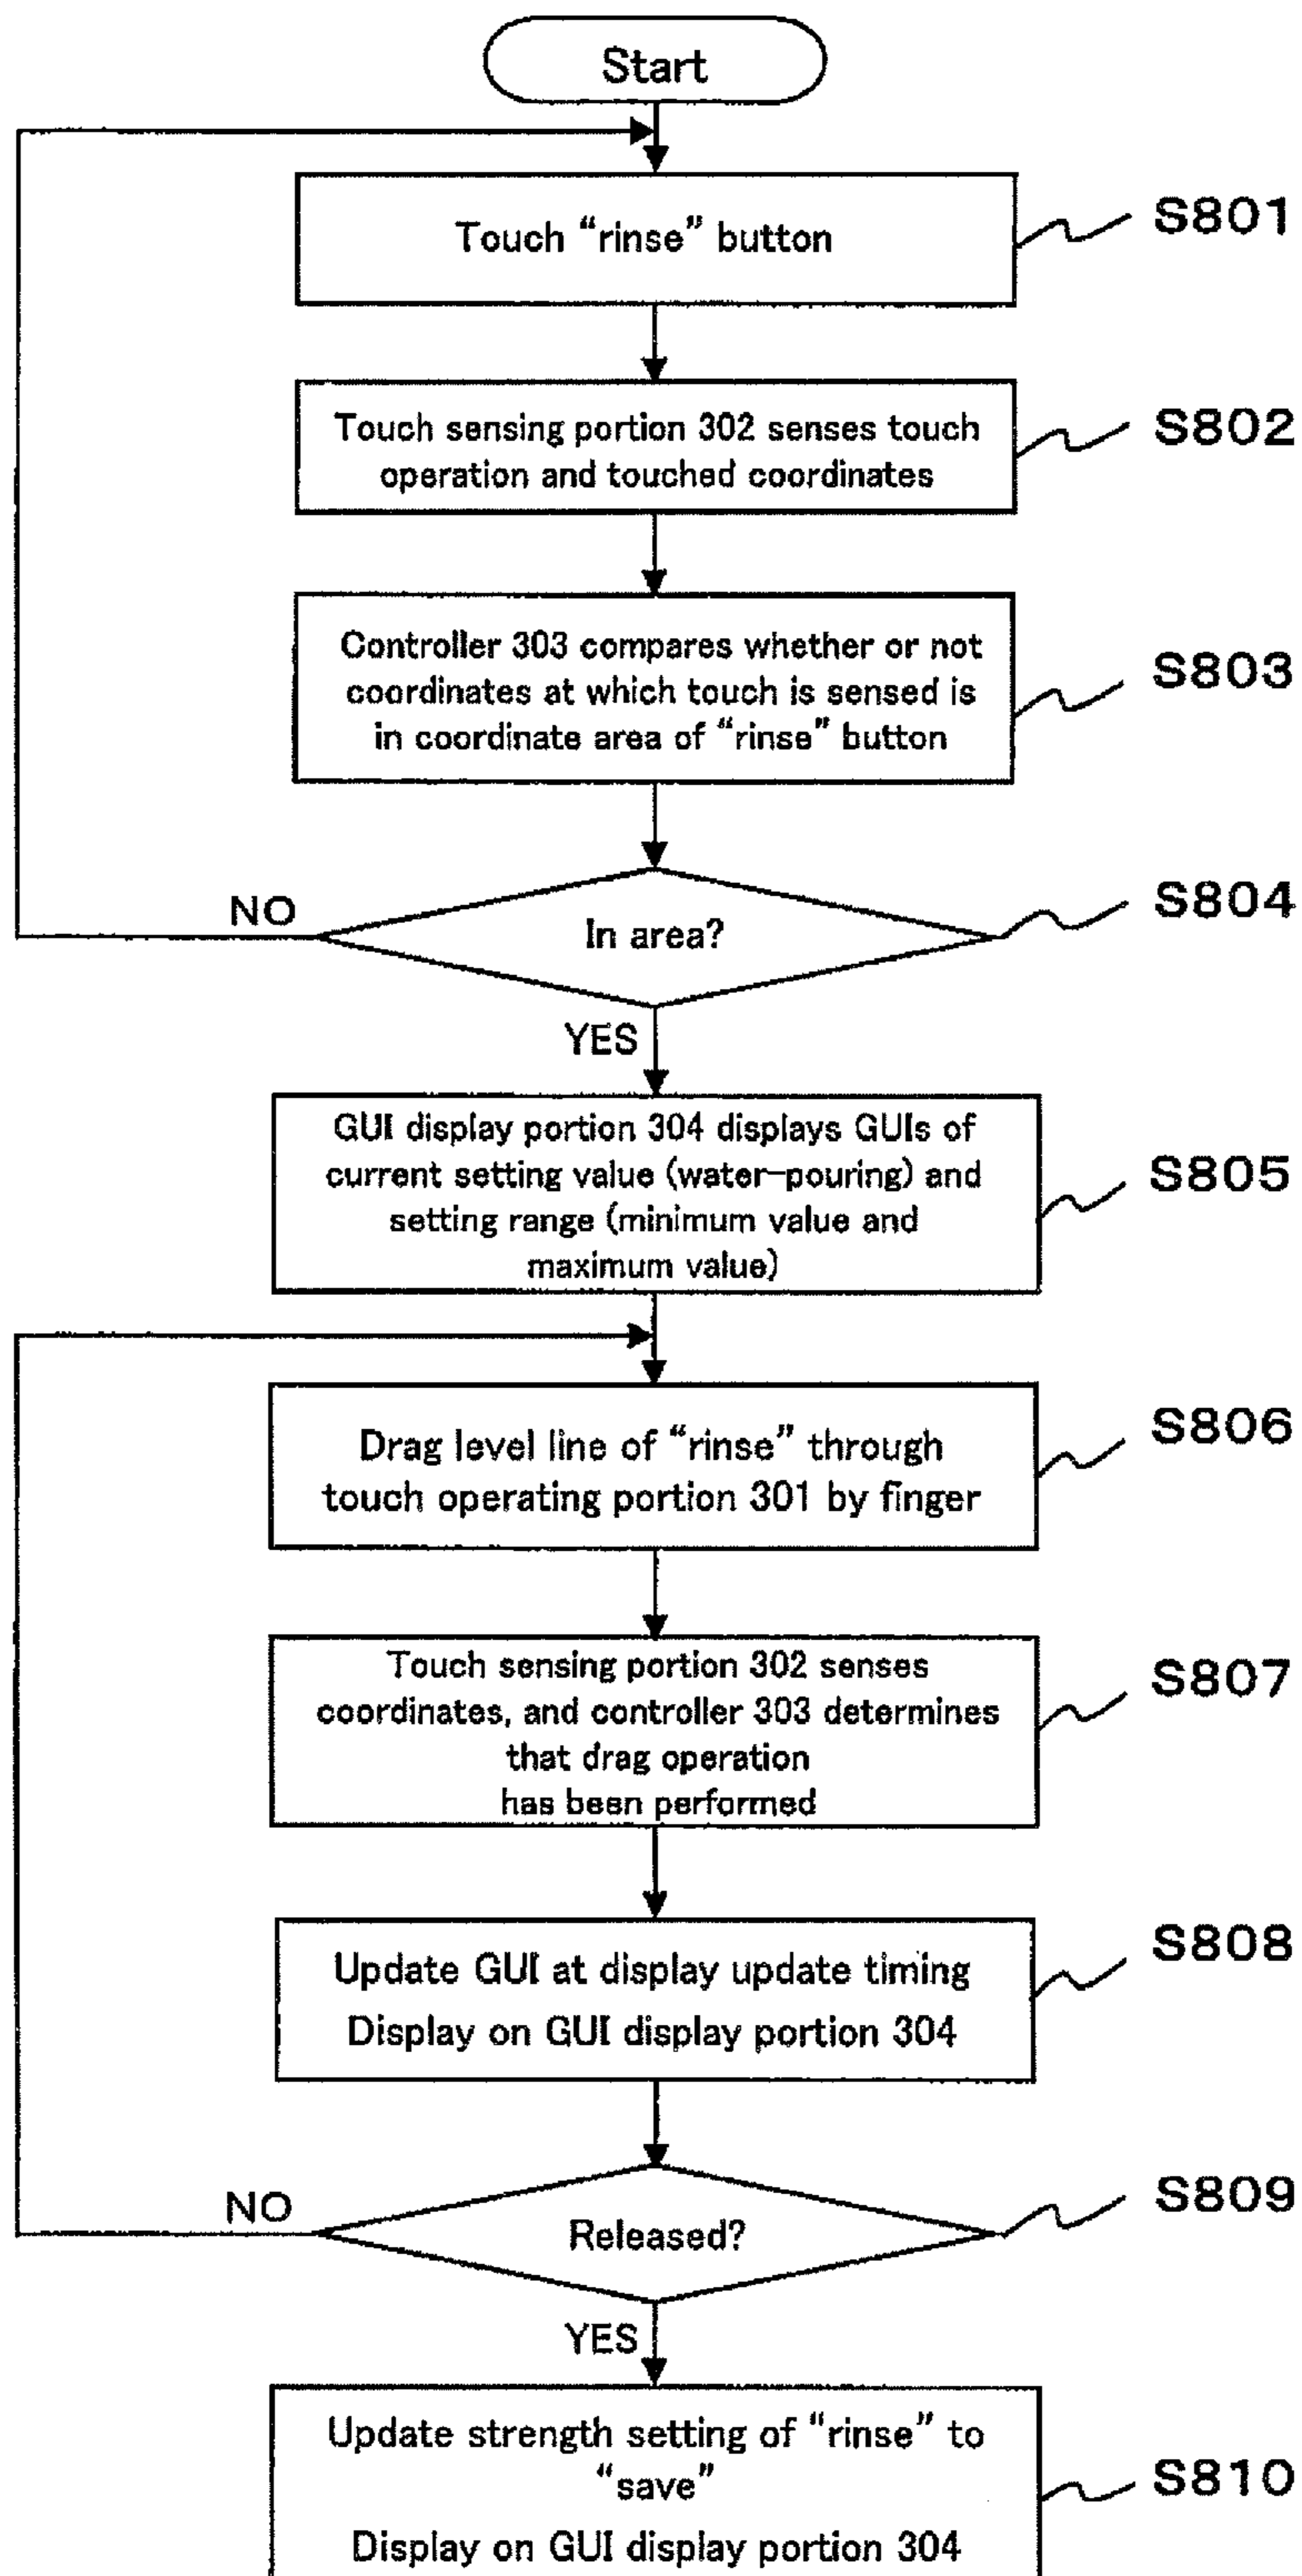 Start
Touch “rinse” button
S801
Touch sensing portion 302 senses touch
operation and touched coordinates
S802
Controller 303 compares whether or not
coordinates at which touch is sensed is
in coordinate area of “rinse” button
S803
In area?
S804
NO
YES
GUI display portion 304 displays GUIs of
current setting value (water-pouring) and
setting range (minimum value and
maximum value)
S805
Drag level line of “rinse” through
touch operating portion 301 by finger
S806
Touch sensing portion 302 senses
coordinates, and controller 303 determines
that drag operation
has been performed
S807
Update GUI at display update timing
Display on GUI display portion 304
S808
Released?
S809
NO
YES
Update strength setting of “rinse” to
“save”
Display on GUI display portion 304
S810